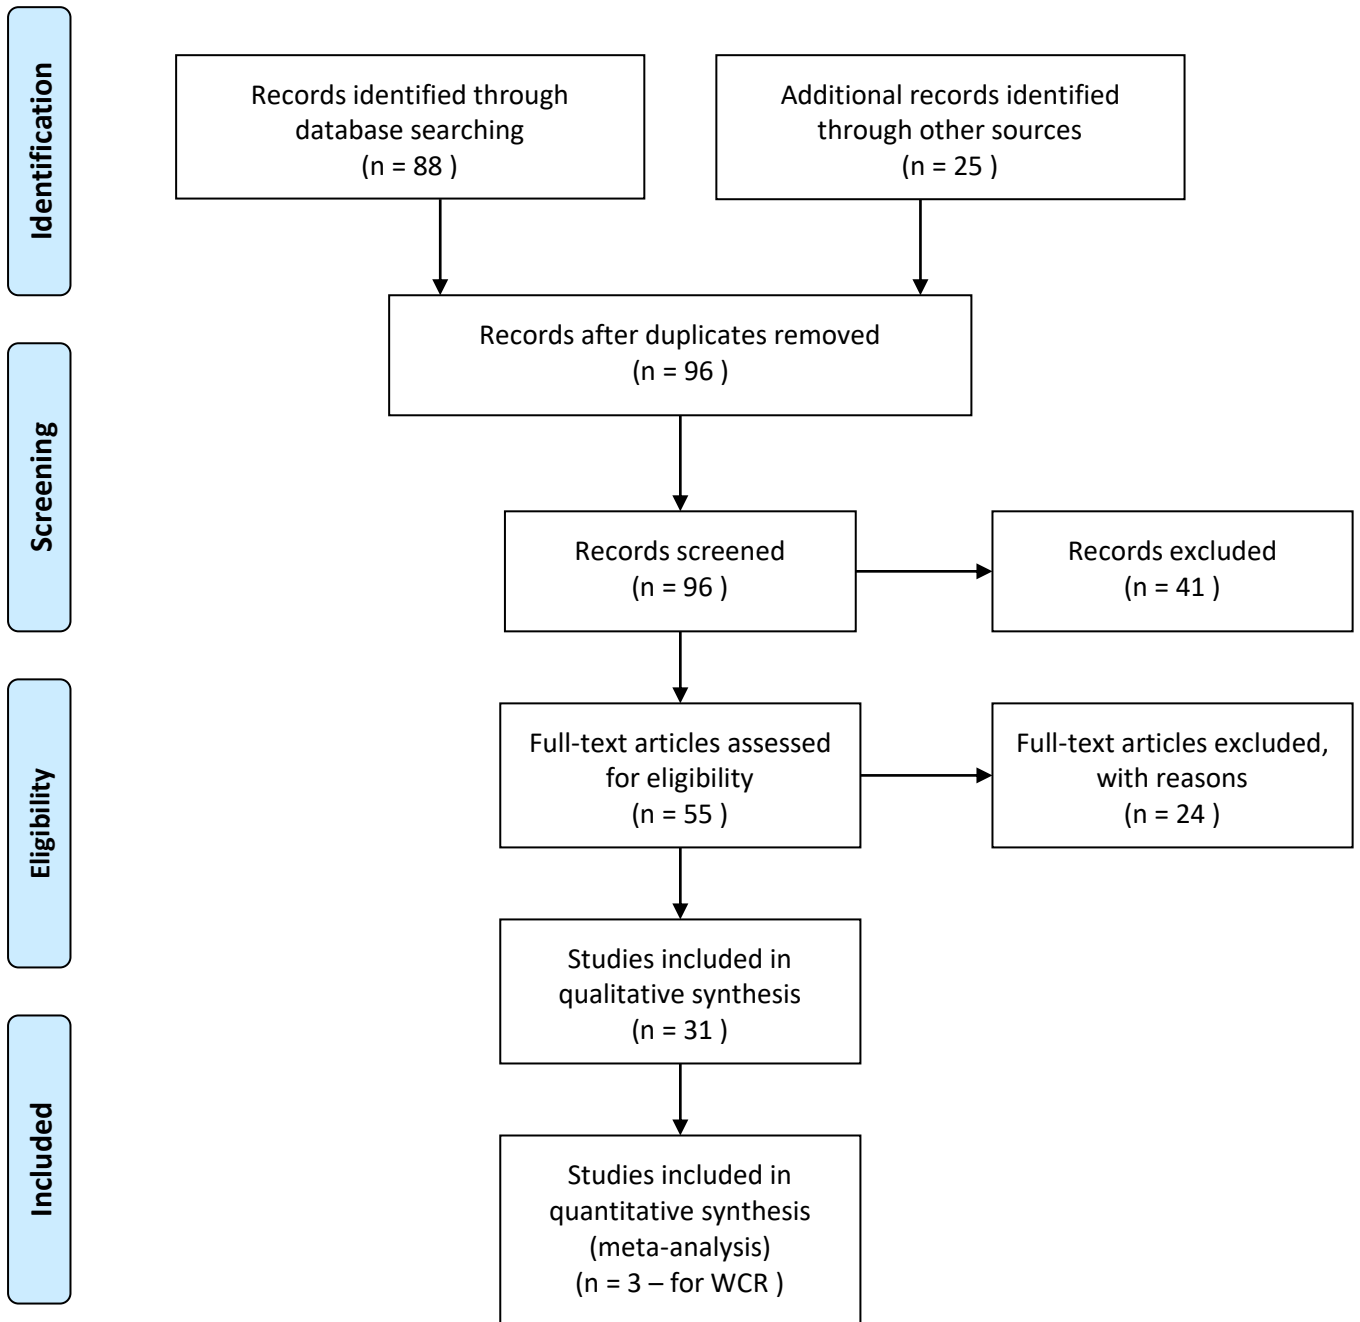 Identification
Records identified through
database searching
(n = 88 )
Additional records identified
through other sources
(n = 25 )
Records after duplicates removed
(n = 96 )
Screening
Records screened
(n = 96 )
Records excluded
(n = 41 )
Eligibility
Full-text articles assessed
for eligibility
(n = 55 )
Full-text articles excluded,
with reasons
(n = 24 )
Studies included in
qualitative synthesis
(n = 31 )
Included
Studies included in
quantitative synthesis
(meta-analysis)
(n = 3 – for WCR )